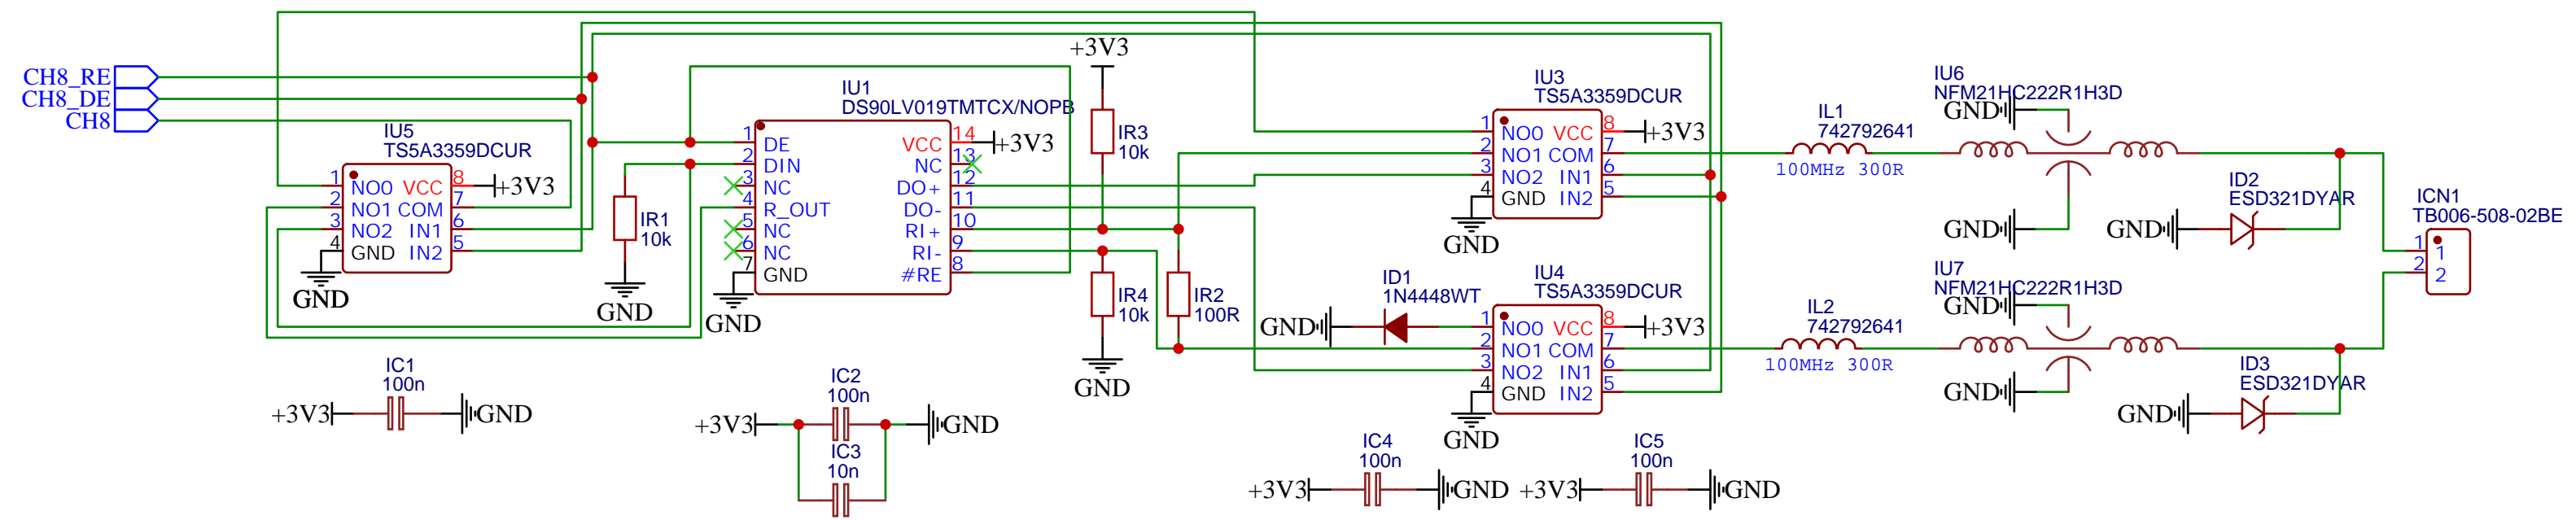 CH8_RE
CH8_DE
CH8
IU5
TS5A3359DCUR
1 NO0 VCC 8 +3V3
2 NO1 COM 7
3 NO2 IN1 6
4 GND IN2 5
GND
IR1
10k
GND
IU1
DS90LV019TMTCX/NOPB
1 DE VCC 14 +3V3
2 DIN NC 13
3 NC DO+ 12
4 R_OUT DO- 11
5 NC RI+ 10
6 NC RI- 9
7 GND #RE 8
GND
+3V3
IR3
10k
IR4
10k
GND
IR2
100R
IU3
TS5A3359DCUR
1 NO0 VCC 8 +3V3
2 NO1 COM 7
3 NO2 IN1 6
4 GND IN2 5
GND
ID1
1N4448WT
GND
IU4
TS5A3359DCUR
1 NO0 VCC 8 +3V3
2 NO1 COM 7
3 NO2 IN1 6
4 GND IN2 5
GND
IL1
742792641
100MHz 300R
IL2
742792641
100MHz 300R
IU6
NFM21HC222R1H3D
GND
GND
IU7
NFM21HC222R1H3D
GND
GND
ID2
ESD321DYAR
GND
ID3
ESD321DYAR
GND
ICN1
TB006-508-02BE
1 1
2 2
IC1
100n
+3V3 GND
IC2
100n
+3V3 GND
IC3
10n
IC4
100n
+3V3 GND
IC5
100n
+3V3 GND